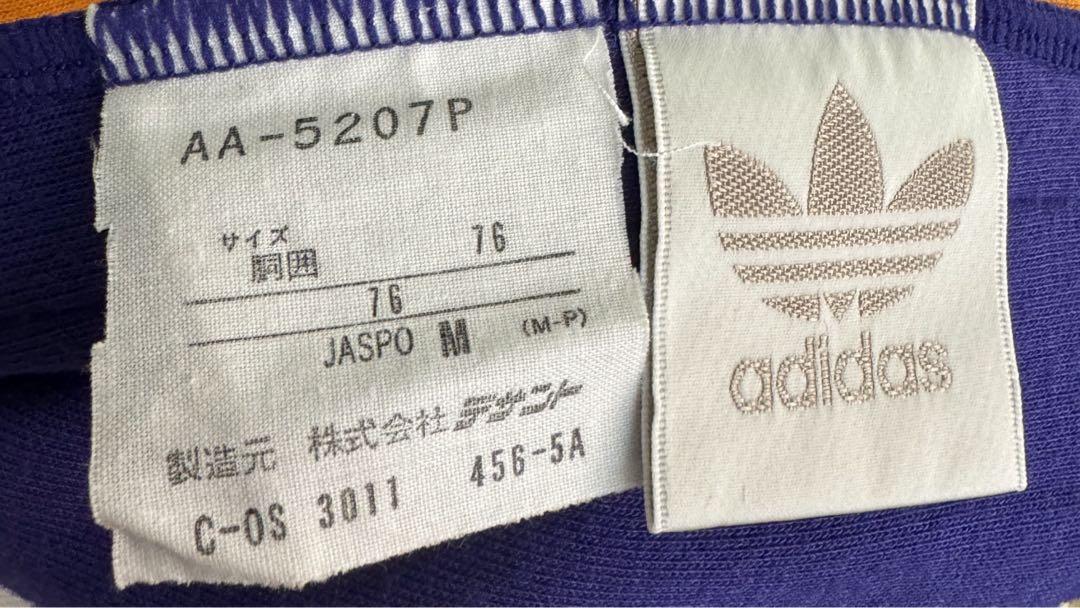 AA-5207P
サイズ
胴囲 76
76
JASPO M (M-P)
製造元 株式会社デサント
C-OS 3011 456-5A
adidas